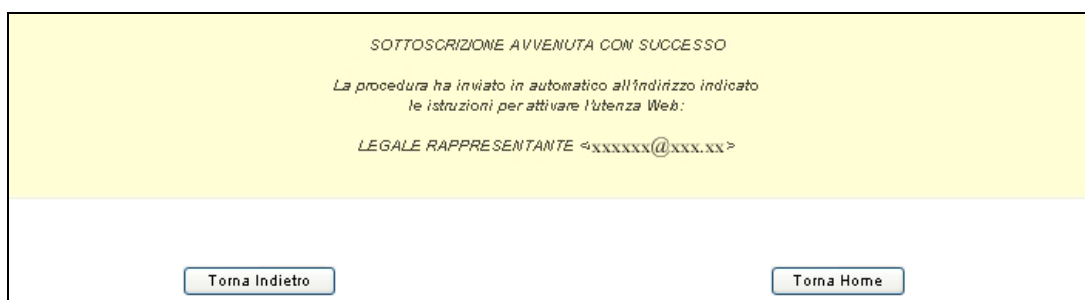 SOTTOSCRIZIONE AVVENUTA CON SUCCESSO
La procedura ha inviato in automatico all'indirizzo indicato
le istruzioni per attivare l'utenza Web:
LEGALE RAPPRESENTANTE <xxxxxx@xxx.xx>
Torna Indietro
Torna Home